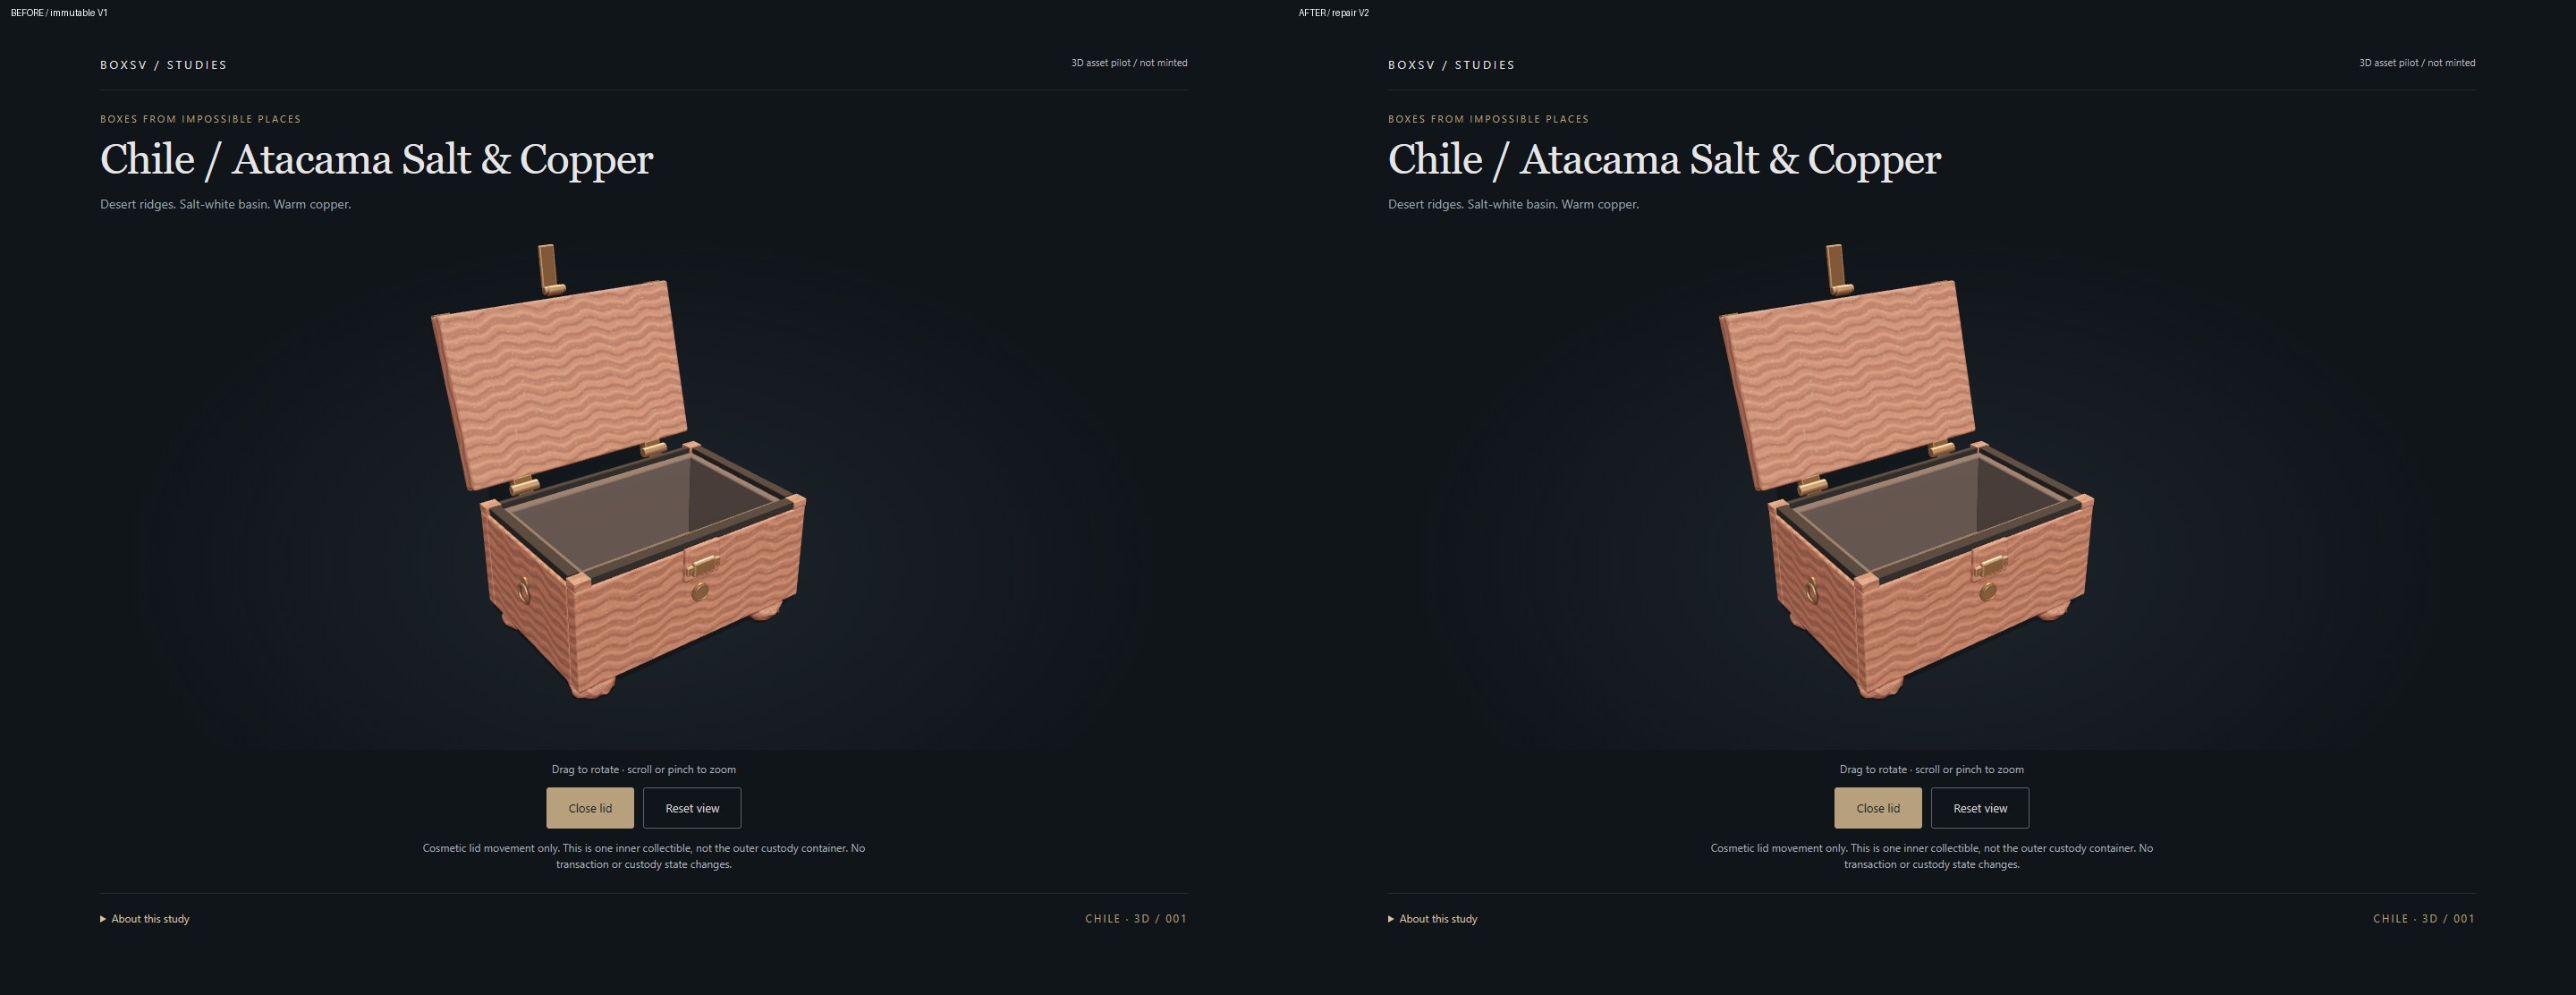 BEFORE / immutable V1
BOXSV / STUDIES
3D asset pilot / not minted
BOXES FROM IMPOSSIBLE PLACES
Chile / Atacama Salt & Copper
Desert ridges. Salt-white basin. Warm copper.
Drag to rotate · scroll or pinch to zoom
Close lid
Reset view
Cosmetic lid movement only. This is one inner collectible, not the outer custody container. No
transaction or custody state changes.
▶ About this study
CHILE · 3D / 001
AFTER / repair V2
BOXSV / STUDIES
3D asset pilot / not minted
BOXES FROM IMPOSSIBLE PLACES
Chile / Atacama Salt & Copper
Desert ridges. Salt-white basin. Warm copper.
Drag to rotate · scroll or pinch to zoom
Close lid
Reset view
Cosmetic lid movement only. This is one inner collectible, not the outer custody container. No
transaction or custody state changes.
▶ About this study
CHILE · 3D / 001